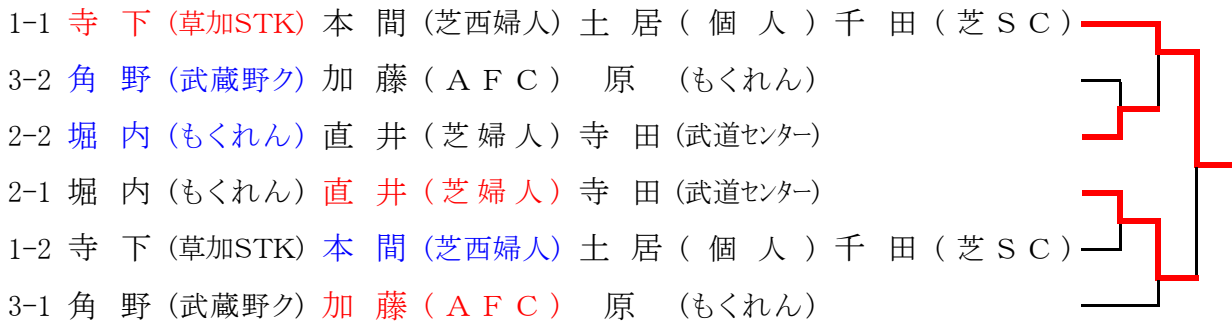 1-1 寺 下 (草加STK) 本 間 (芝西婦人) 土 居 ( 個 人 ) 千 田 ( 芝 S C )
3-2 角 野 (武蔵野ク) 加 藤 ( A F C ) 原 (もくれん)
2-2 堀 内 (もくれん) 直 井 ( 芝 婦 人 ) 寺 田 (武道センター)
2-1 堀 内 (もくれん) 直 井 ( 芝 婦 人 ) 寺 田 (武道センター)
1-2 寺 下 (草加STK) 本 間 (芝西婦人) 土 居 ( 個 人 ) 千 田 ( 芝 S C )
3-1 角 野 (武蔵野ク) 加 藤 ( A F C ) 原 (もくれん)